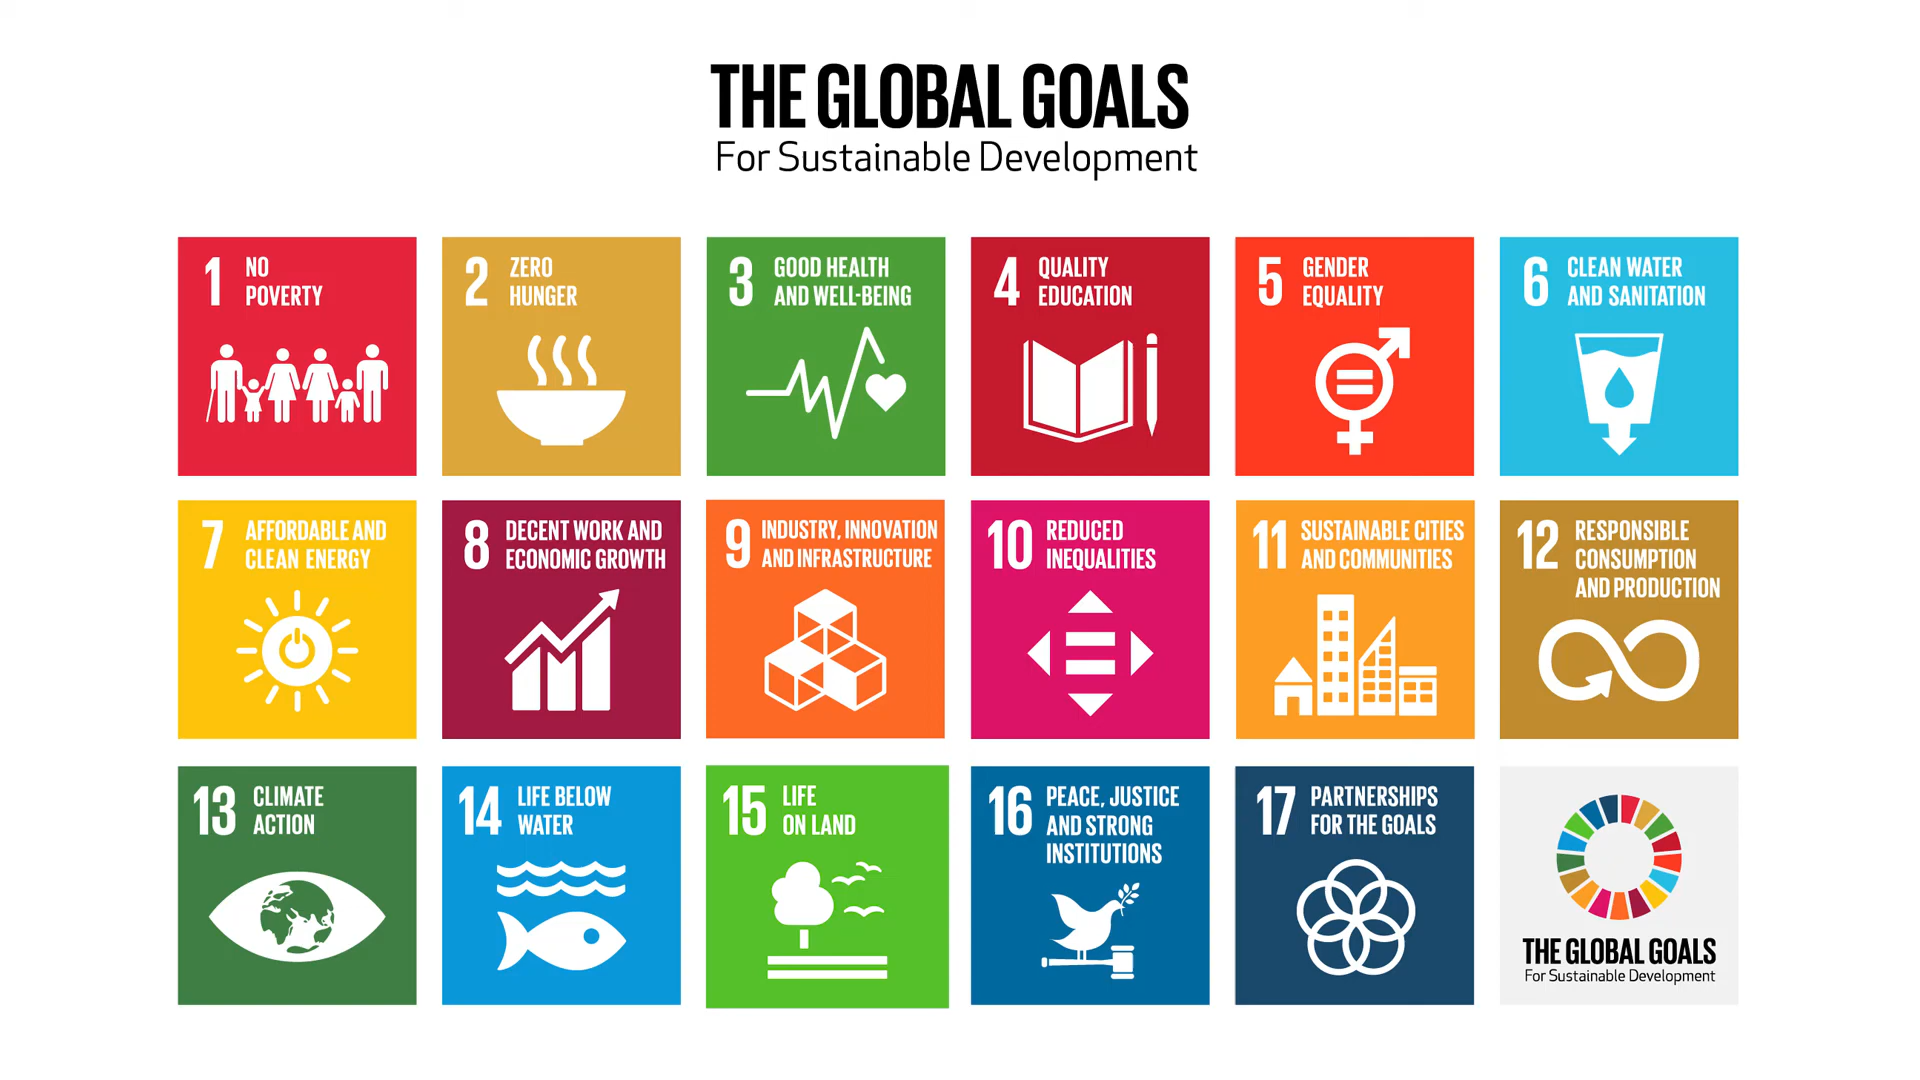 THE GLOBAL GOALS
For Sustainable Development
1 NO
POVERTY
2 ZERO
HUNGER
3 GOOD HEALTH
AND WELL-BEING
4 QUALITY
EDUCATION
5 GENDER
EQUALITY
6 CLEAN WATER
AND SANITATION
7 AFFORDABLE AND
CLEAN ENERGY
8 DECENT WORK AND
ECONOMIC GROWTH
9 INDUSTRY, INNOVATION
AND INFRASTRUCTURE
10 REDUCED
INEQUALITIES
11 SUSTAINABLE CITIES
AND COMMUNITIES
12 RESPONSIBLE
CONSUMPTION
AND PRODUCTION
13 CLIMATE
ACTION
14 LIFE BELOW
WATER
15 LIFE
ON LAND
16 PEACE, JUSTICE
AND STRONG
INSTITUTIONS
17 PARTNERSHIPS
FOR THE GOALS
THE GLOBAL GOALS
For Sustainable Development